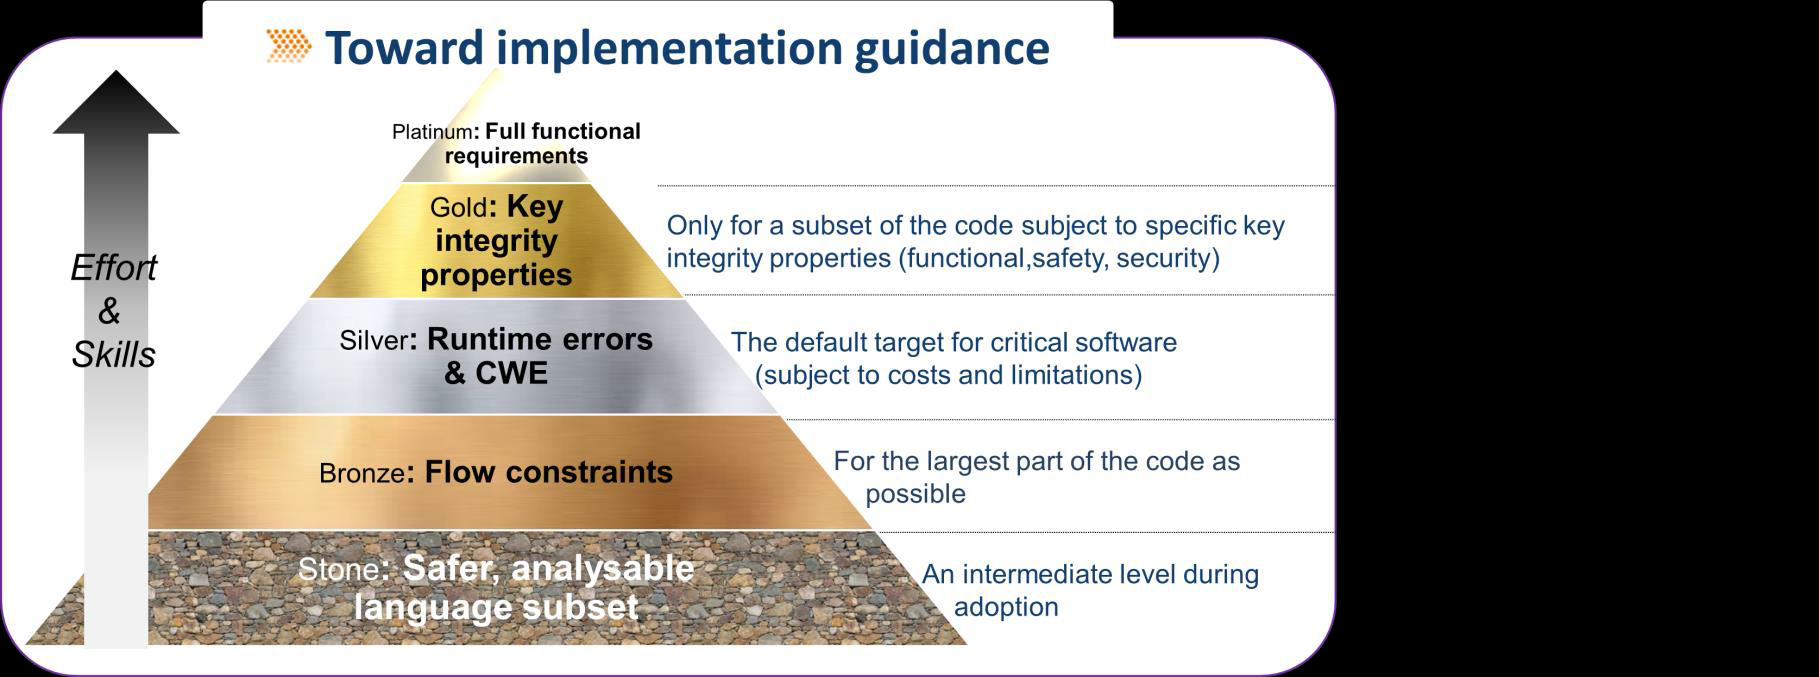 Toward implementation guidance
Platinum: Full functional
requirements
Gold: Key
integrity
properties
Only for a subset of the code subject to specific key
integrity properties (functional,safety, security)
Effort
&
Skills
Silver: Runtime errors
& CWE
The default target for critical software
(subject to costs and limitations)
Bronze: Flow constraints
For the largest part of the code as
possible
Stone: Safer, analysable
language subset
An intermediate level during
adoption